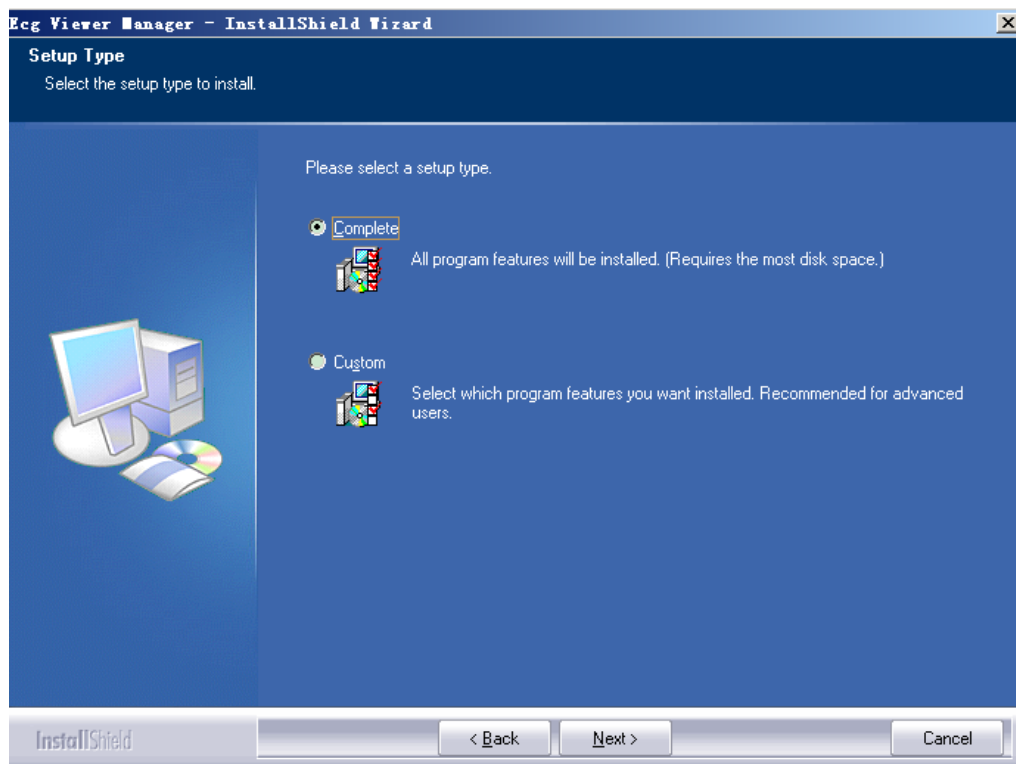 Ecg Viewer Manager - InstallShield Wizard
Setup Type
Select the setup type to install.
Please select a setup type.
Complete
All program features will be installed. (Requires the most disk space.)
Custom
Select which program features you want installed. Recommended for advanced
users.
InstallShield
< Back
Next >
Cancel